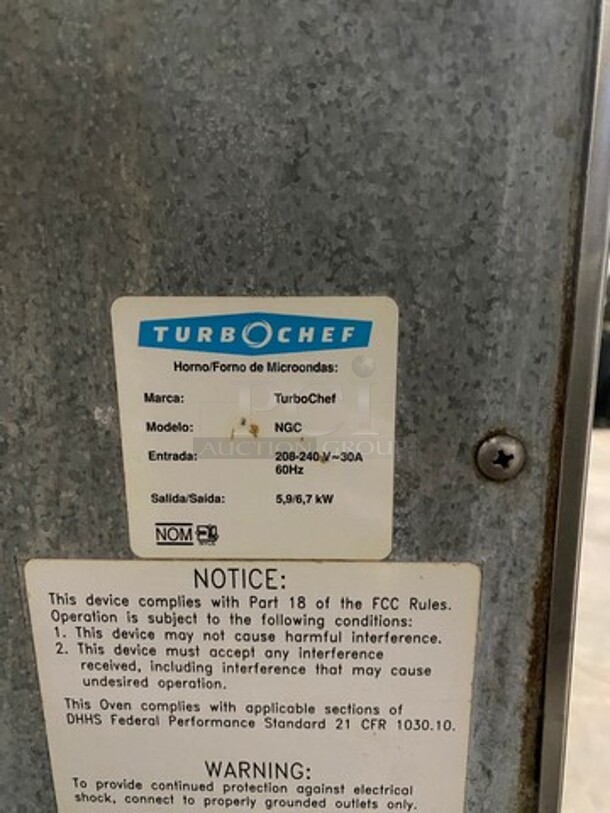 TURBOCHEF
Horno/Forno de Microondas:
Marca: TurboChef
Modelo: NGC
Entrada: 208-240 V~30A
60Hz
Salida/Saida: 5,9/6,7 kW
NOM
PCi
AUCTION GROUP
NOTICE:
This device complies with Part 18 of the FCC Rules.
Operation is subject to the following conditions:
1. This device may not cause harmful interference.
2. This device must accept any interference
received, including interference that may cause
undesired operation.
This Oven complies with applicable sections of
DHHS Federal Performance Standard 21 CFR 1030.10.
WARNING:
To provide continued protection against electrical
shock, connect to properly grounded outlets only.